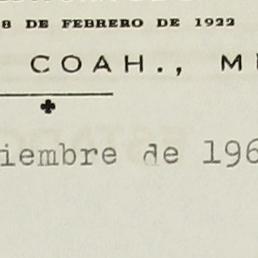 8 DE FEBRERO DE 1922
COAH., M
iembre de 196